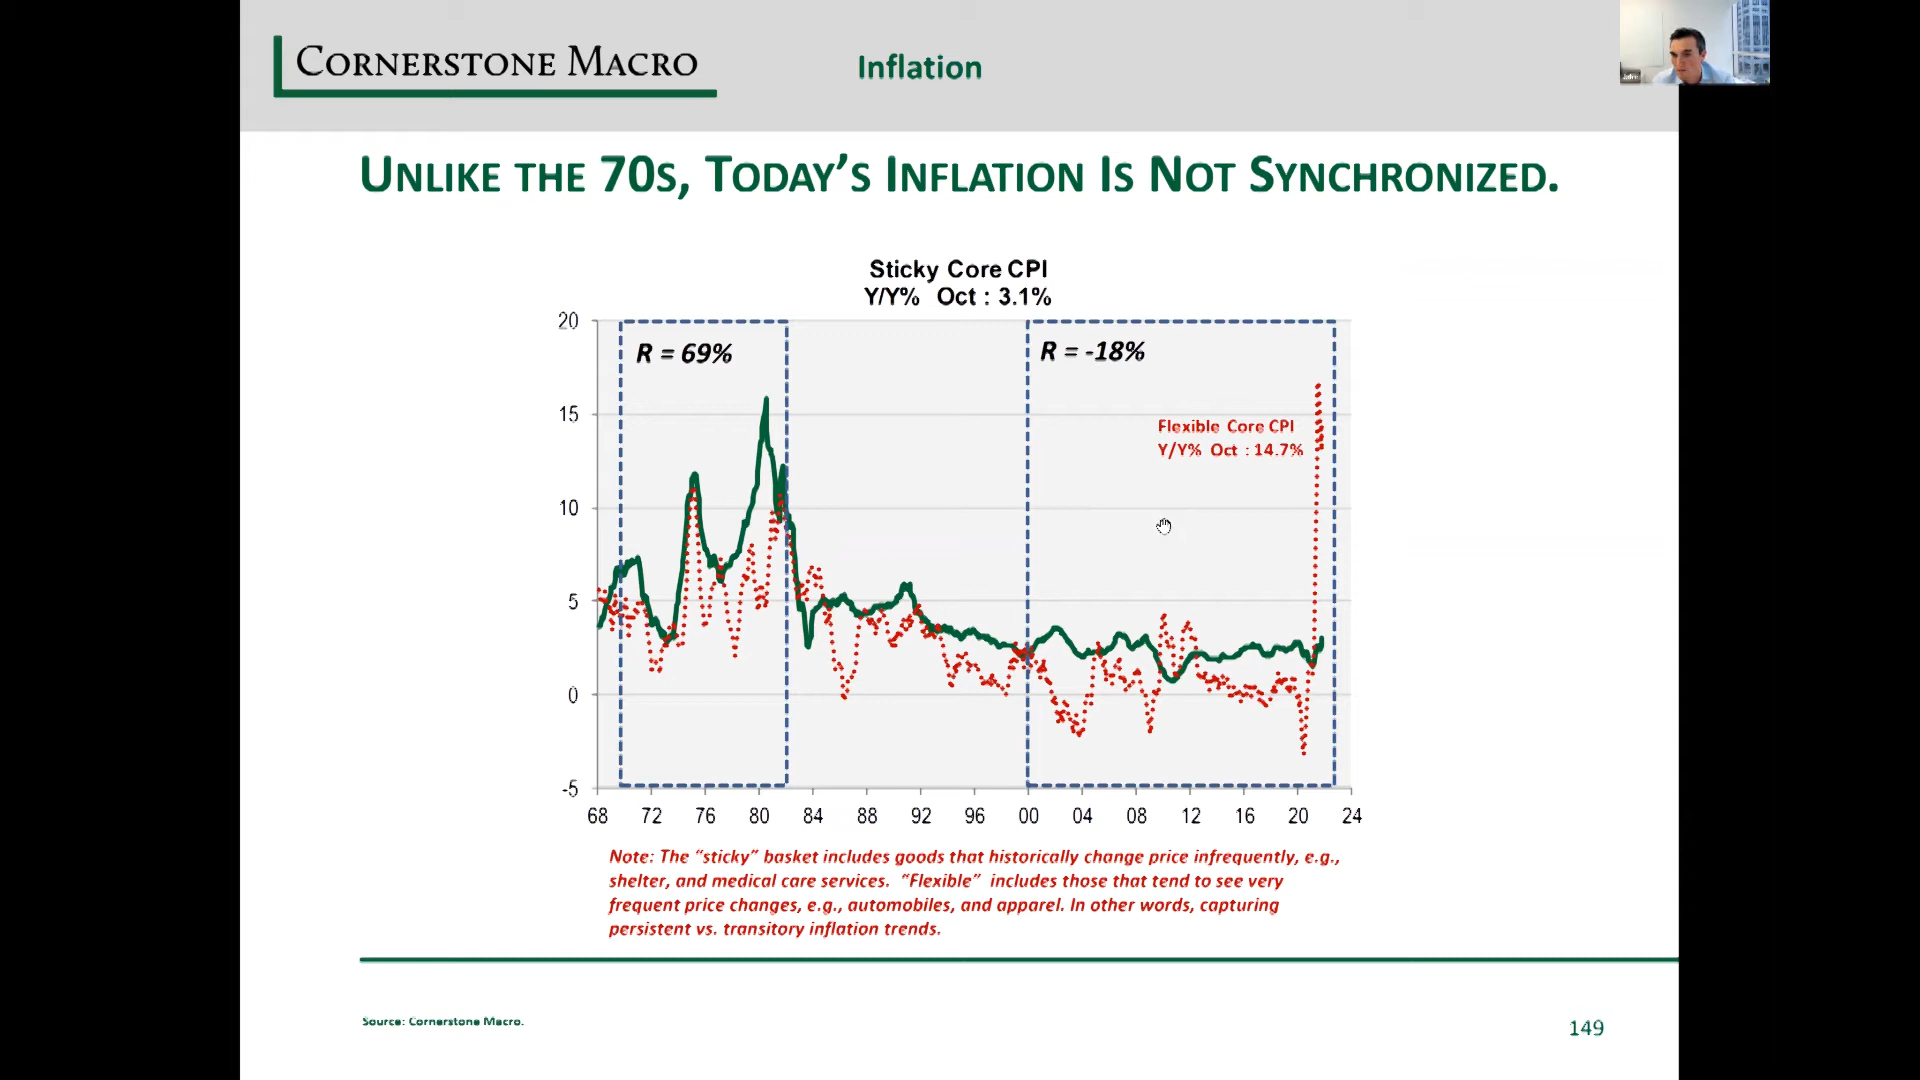 CORNERSTONE MACRO
Inflation
UNLIKE THE 70S, TODAY'S INFLATION IS NOT SYNCHRONIZED.
Sticky Core CPI
Y/Y% Oct : 3.1%
R = 69%
R = -18%
Flexible Core CPI
Y/Y% Oct : 14.7%
20
15
10
5
0
-5
68 72 76 80 84 88 92 96 00 04 08 12 16 20 24
Note: The “sticky” basket includes goods that historically change price infrequently, e.g.,
shelter, and medical care services. “Flexible” includes those that tend to see very
frequent price changes, e.g., automobiles, and apparel. In other words, capturing
persistent vs. transitory inflation trends.
Source: Cornerstone Macro.
149